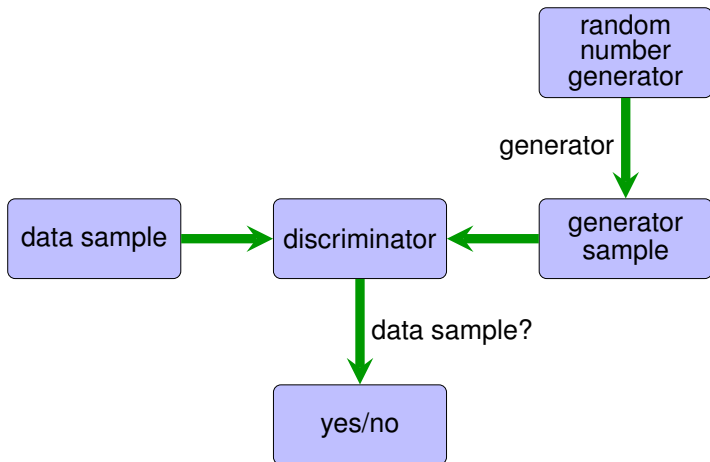 random
number
generator
generator
data sample
discriminator
generator
sample
data sample?
yes/no